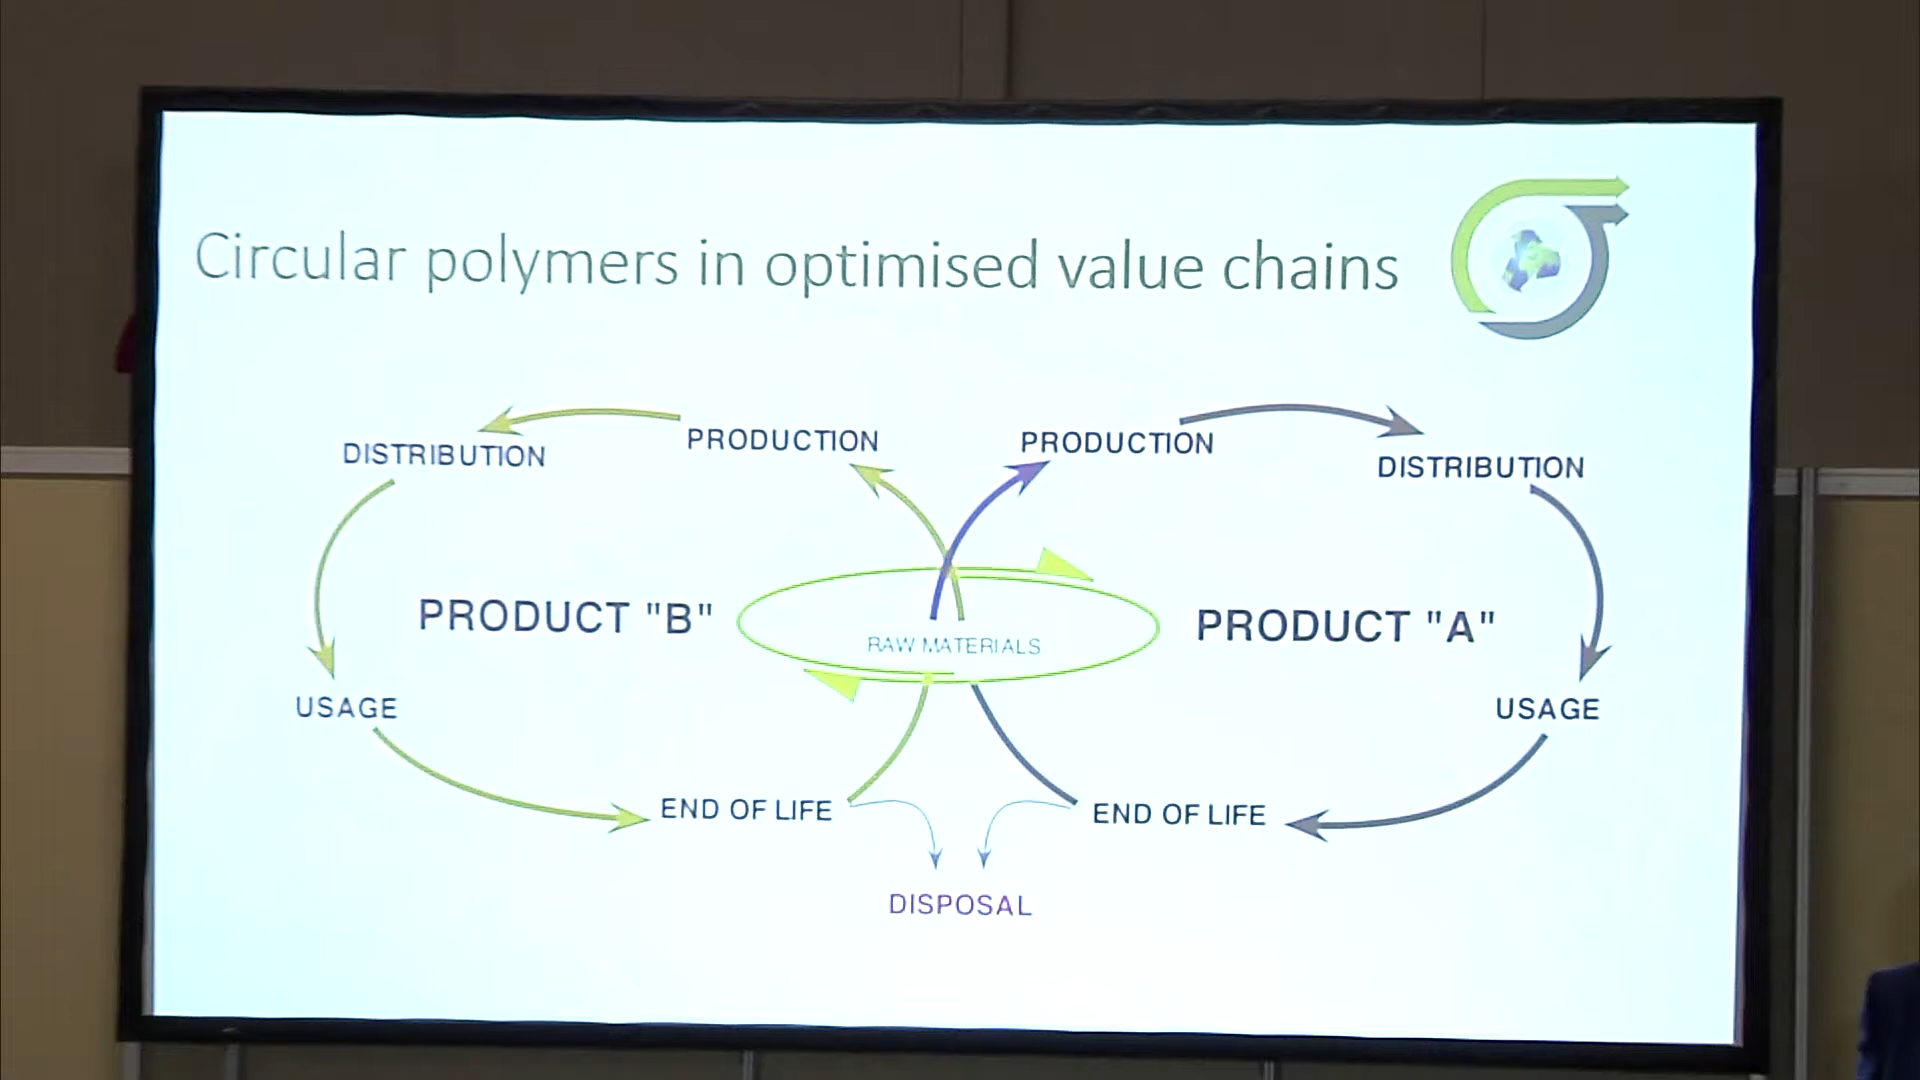 Circular polymers in optimised value chains
PRODUCTION
PRODUCTION
DISTRIBUTION
DISTRIBUTION
PRODUCT "B"
RAW MATERIALS
PRODUCT "A"
USAGE
USAGE
END OF LIFE
END OF LIFE
DISPOSAL